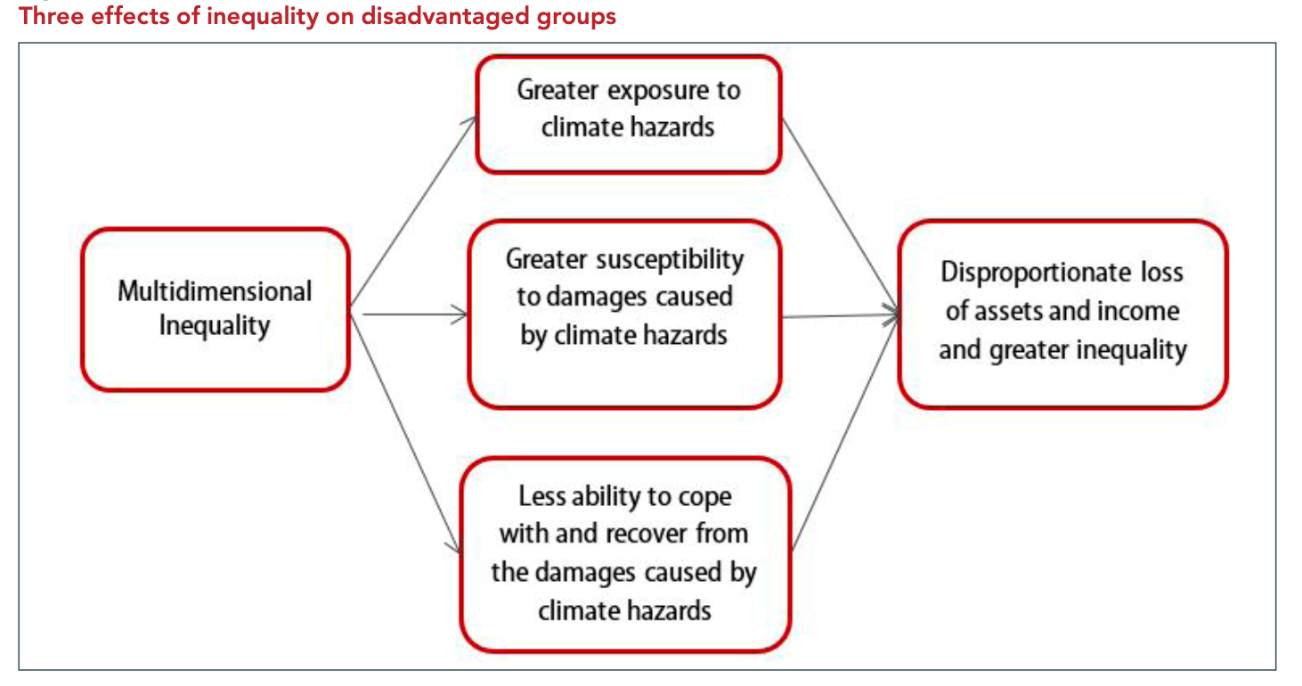 Three effects of inequality on disadvantaged groups
Greater exposure to
climate hazards
Multidimensional
Inequality
Greater susceptibility
to damages caused
by climate hazards
Disproportionate loss
of assets and income
and greater inequality
Less ability to cope
with and recover from
the damages caused by
climate hazards